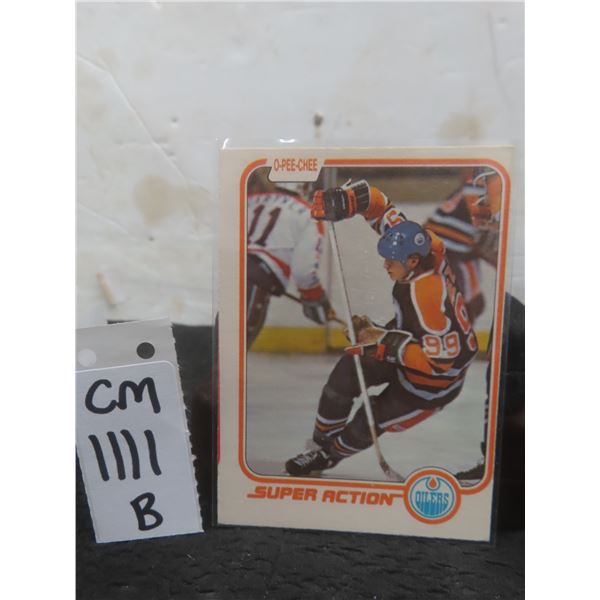 O-PEE-CHEE
11
99
SUPER ACTION
OILERS
CM
1111
B